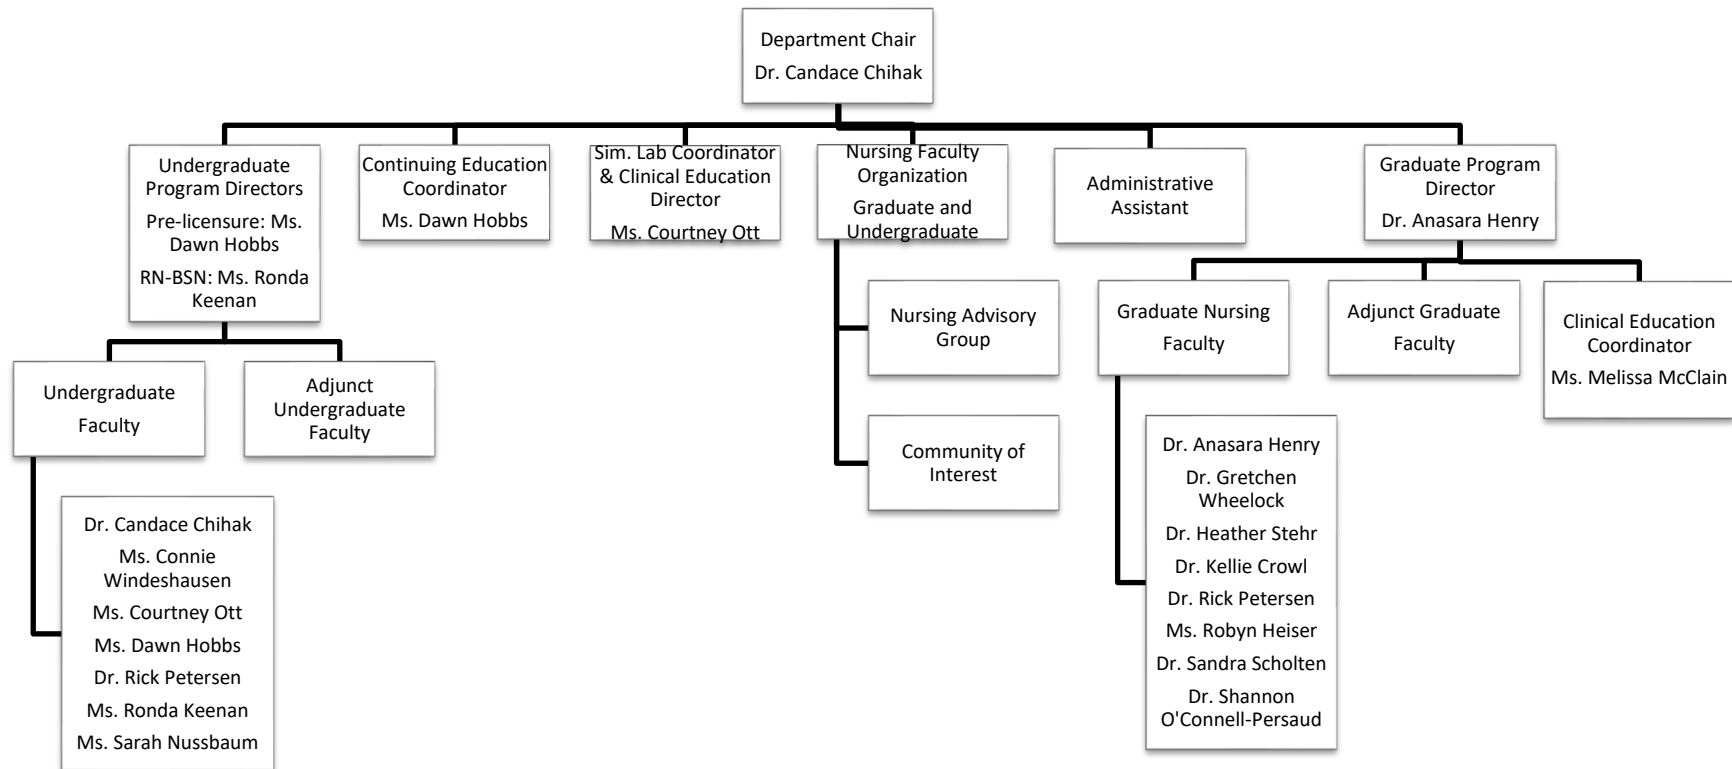 Department Chair
Dr. Candace Chihak
Undergraduate
Program Directors
Pre-licensure: Ms.
Dawn Hobbs
RN-BSN: Ms. Ronda
Keenan
Continuing Education
Coordinator
Ms. Dawn Hobbs
Sim. Lab Coordinator
& Clinical Education
Director
Ms. Courtney Ott
Nursing Faculty
Organization
Graduate and
Undergraduate
Administrative
Assistant
Graduate Program
Director
Dr. Anasara Henry
Undergraduate
Faculty
Adjunct
Undergraduate
Faculty
Nursing Advisory
Group
Community of
Interest
Graduate Nursing
Faculty
Adjunct Graduate
Faculty
Clinical Education
Coordinator
Ms. Melissa McClain
Dr. Candace Chihak
Ms. Connie
Windeshausen
Ms. Courtney Ott
Ms. Dawn Hobbs
Dr. Rick Petersen
Ms. Ronda Keenan
Ms. Sarah Nussbaum
Dr. Anasara Henry
Dr. Gretchen
Wheelock
Dr. Heather Stehr
Dr. Kellie Crowl
Dr. Rick Petersen
Ms. Robyn Heiser
Dr. Sandra Scholten
Dr. Shannon
O'Connell-Persaud